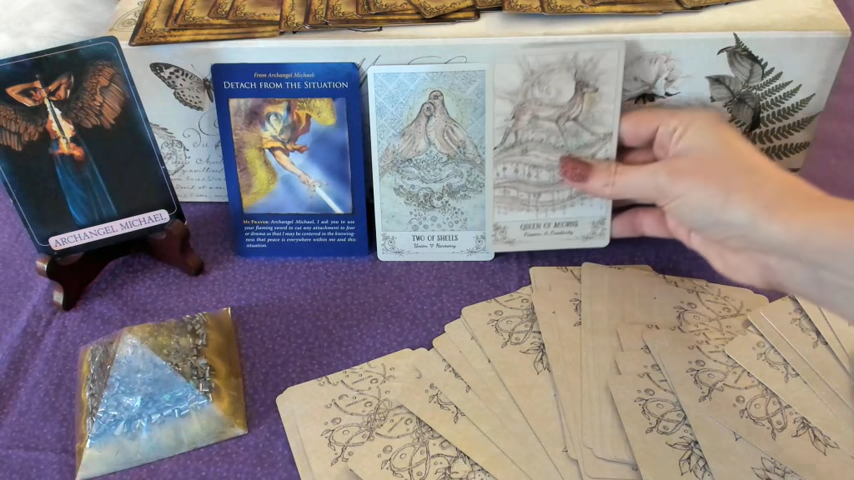 ARCHANGEL MICHAEL
From Archangel Michael:
DETACH FROM THE SITUATION
MY PRAYER: Archangel Michael, I ask you to use
your flaming sword to cut any attachment to fear
or drama so that I may be centered in the knowing-
ness that peace is everywhere within me and this
situation
TWO OF SHELLS
Union ♡ Harmony
QUEEN OF ACORNS
Creativity